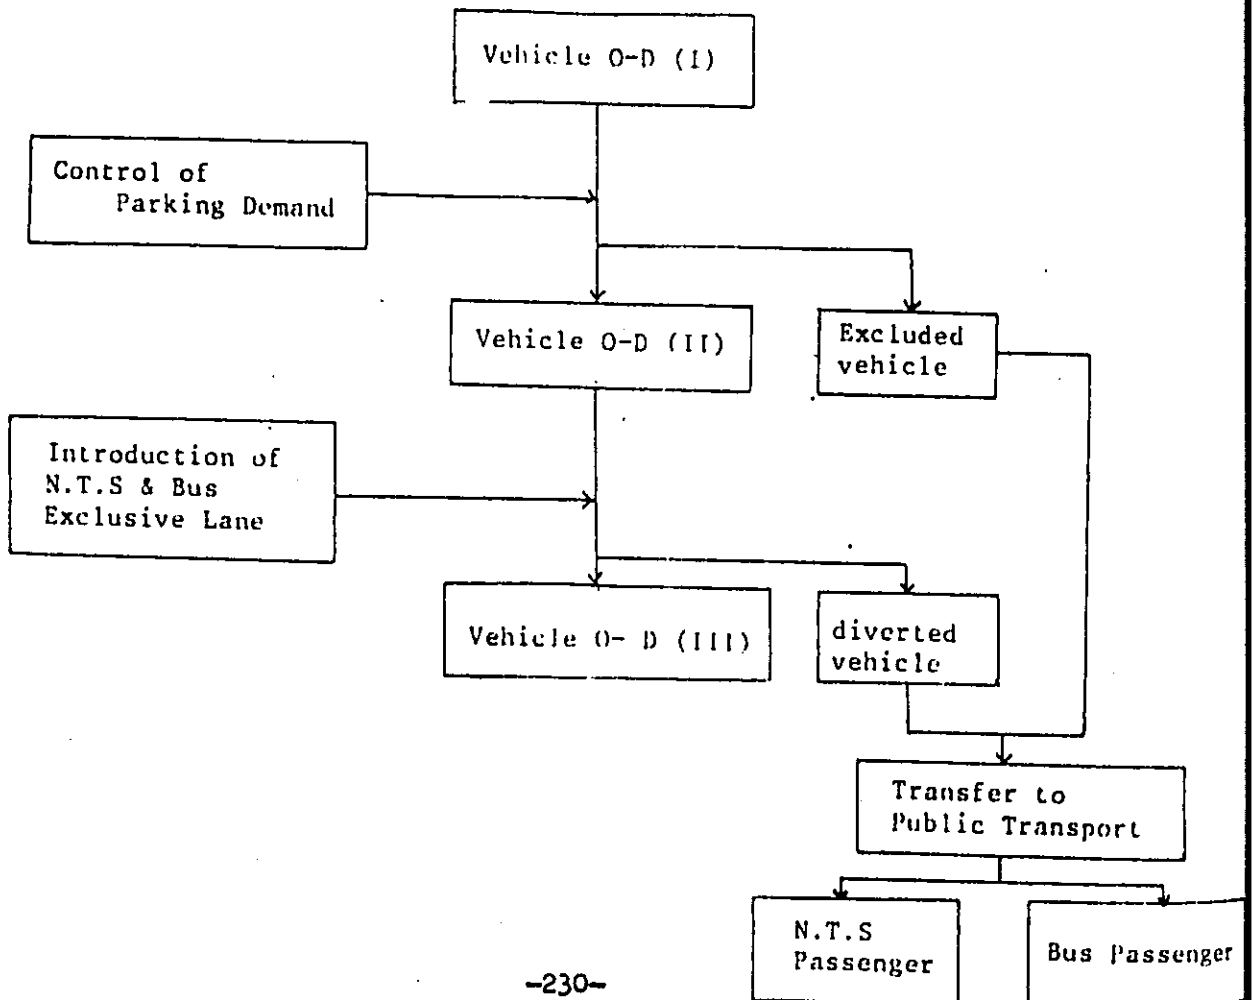 Vehicle O-D (I)
Control of
Parking Demand
Vehicle O-D (II)
Excluded
vehicle
Introduction of
N.T.S & Bus
Exclusive Lane
Vehicle O- D (III)
diverted
vehicle
Transfer to
Public Transport
N.T.S
Passenger
Bus Passenger
-230-